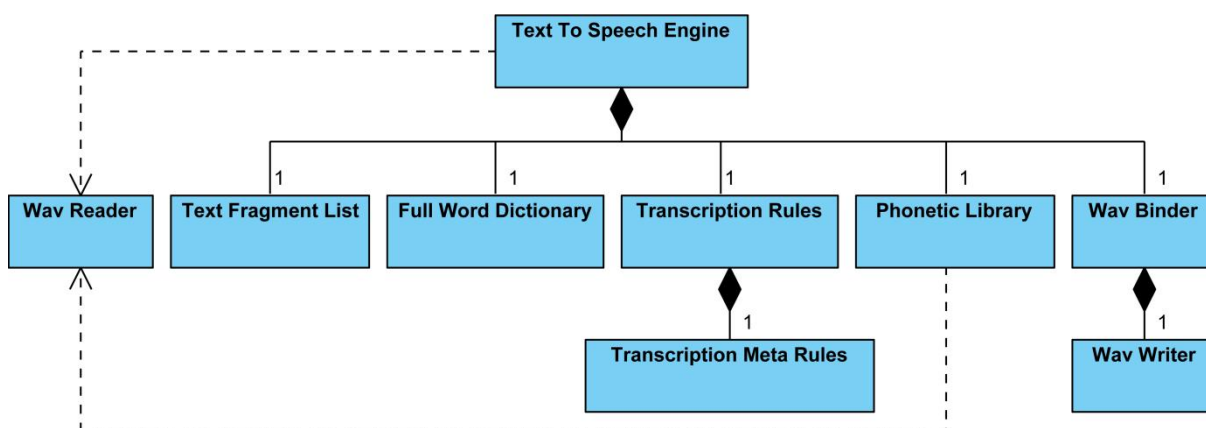 Text To Speech Engine
1 1 1 1 1
Wav Reader Text Fragment List Full Word Dictionary Transcription Rules Phonetic Library Wav Binder
1 1
Transcription Meta Rules Wav Writer